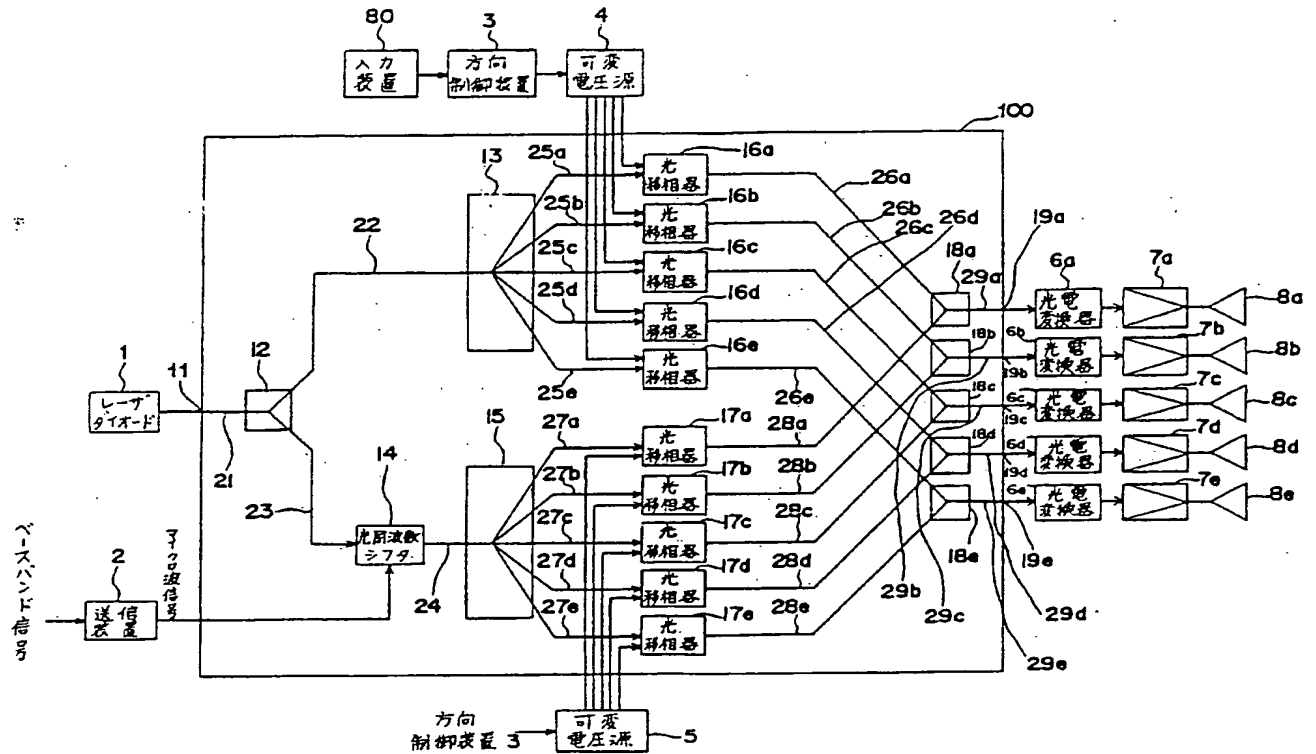 80
3
4
入力
装置
方向
制御装置
可変
電圧源
100
16a
光
移相器
16b
光
移相器
16c
光
移相器
16d
光
移相器
16e
光
移相器
13
25a
25b
25c
25d
25e
22
26a
26b
26c
26d
26e
1
レーザ
ダイオード
11
12
21
23
14
光周波数
シフタ
24
15
27a
27b
27c
27d
27e
17a
光
移相器
17b
光
移相器
17c
光
移相器
17d
光
移相器
17e
光
移相器
28a
28b
28c
28d
28e
18a
18b
18c
18d
18e
29a
29b
29c
29d
29e
19a
19b
19c
19d
19e
6a
光電
変換器
6b
光電
変換器
6c
光電
変換器
6d
光電
変換器
6e
光電
変換器
7a
7b
7c
7d
7e
8a
8b
8c
8d
8e
ベースバンド信号
2
送信
装置
マイクロ波信号
方向
制御装置3
可変
電圧源
5